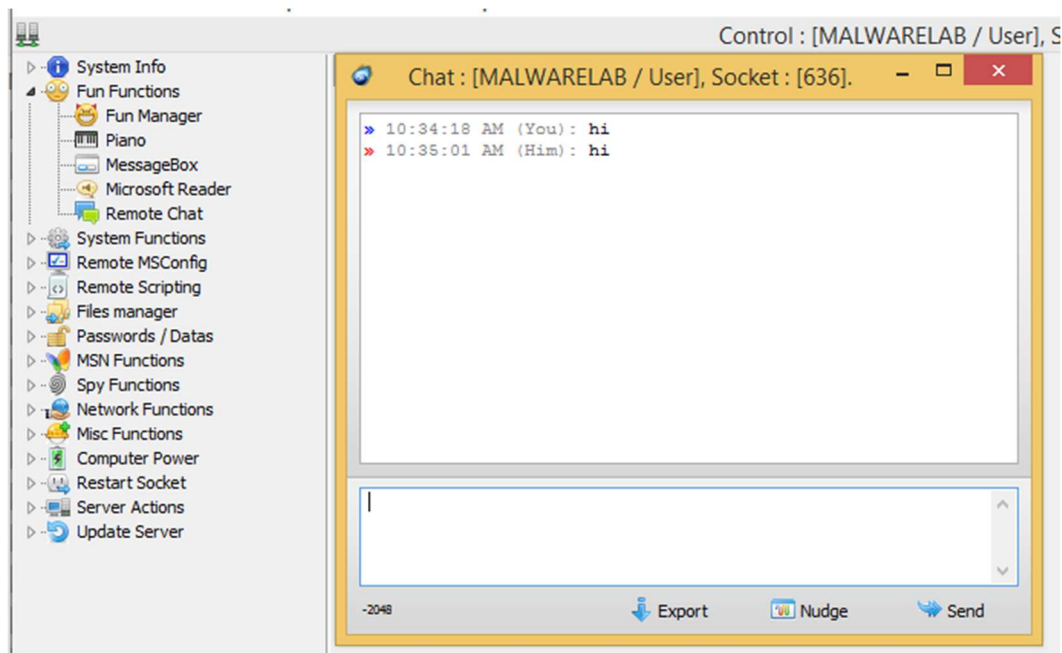 Control : [MALWARELAB / User], S
System Info
Fun Functions
Fun Manager
Piano
MessageBox
Microsoft Reader
Remote Chat
System Functions
Remote MSConfig
Remote Scripting
Files manager
Passwords / Datas
MSN Functions
Spy Functions
Network Functions
Misc Functions
Computer Power
Restart Socket
Server Actions
Update Server
Chat : [MALWARELAB / User], Socket : [636].
» 10:34:18 AM (You): hi
» 10:35:01 AM (Him): hi
-2048 Export Nudge Send